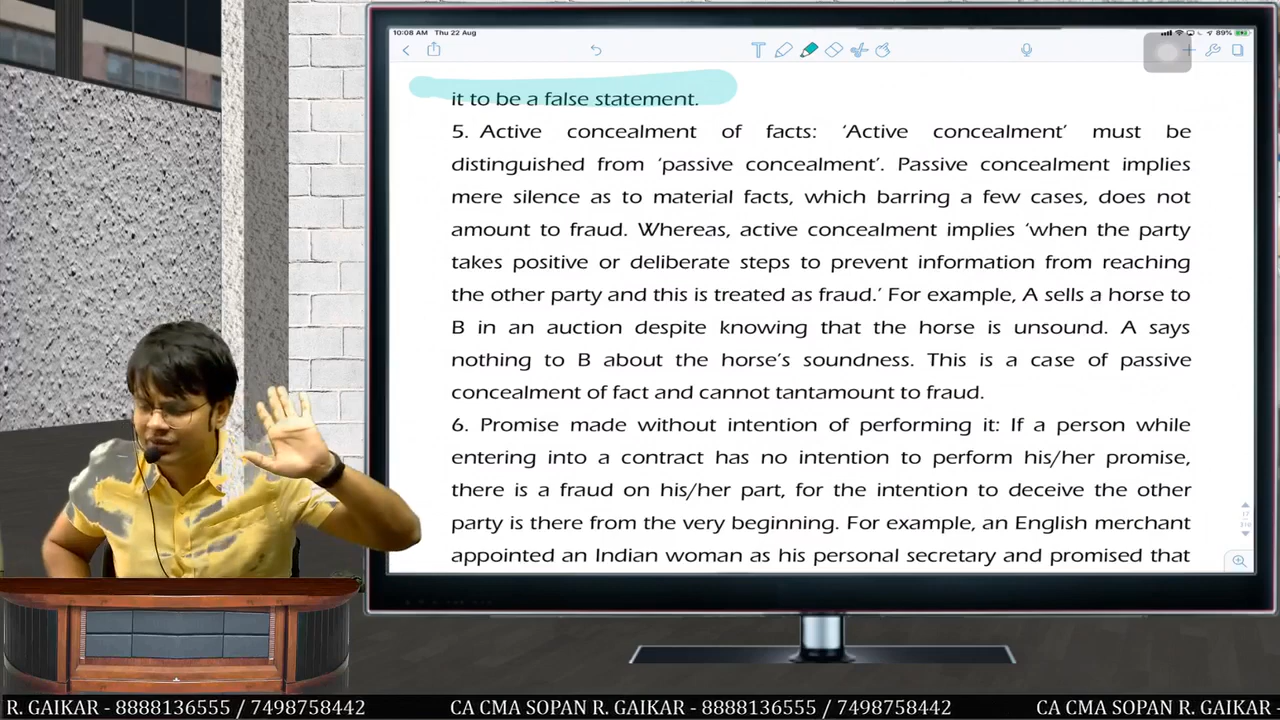 10:08 AM Thu 22 Aug
89%
it to be a false statement.
5. Active concealment of facts: ‘Active concealment’ must be
distinguished from ‘passive concealment’. Passive concealment implies
mere silence as to material facts, which barring a few cases, does not
amount to fraud. Whereas, active concealment implies ‘when the party
takes positive or deliberate steps to prevent information from reaching
the other party and this is treated as fraud.’ For example, A sells a horse to
B in an auction despite knowing that the horse is unsound. A says
nothing to B about the horse’s soundness. This is a case of passive
concealment of fact and cannot tantamount to fraud.
6. Promise made without intention of performing it: If a person while
entering into a contract has no intention to perform his/her promise,
there is a fraud on his/her part, for the intention to deceive the other
party is there from the very beginning. For example, an English merchant
appointed an Indian woman as his personal secretary and promised that
R. GAIKAR - 8888136555 / 7498758442 CA CMA SOPAN R. GAIKAR - 8888136555 / 7498758442 CA CMA SOPAN R. GAIKAR -